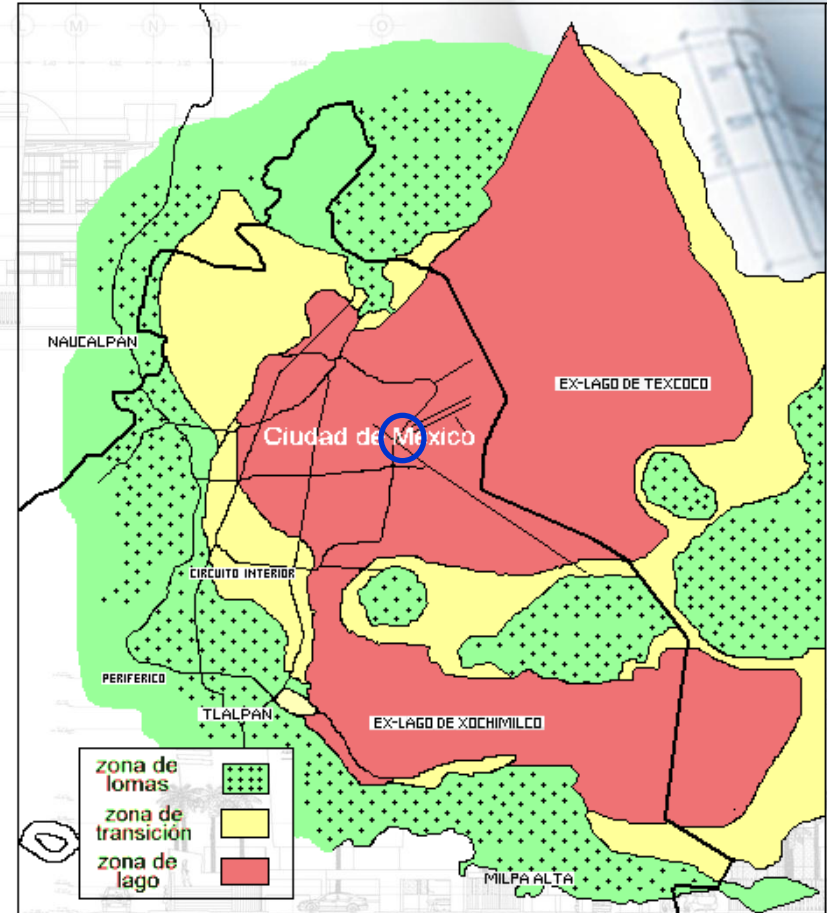 L M N Ñ O
NAUCALPAN
EX-LAGO DE TEXCOCO
Ciudad de México
CIRCUITO INTERIOR
PERIFERICO
TLALPAN
EX-LAGO DE XOCHIMILCO
zona de
lomas
zona de
transición
zona de
lago
MILPA ALTA